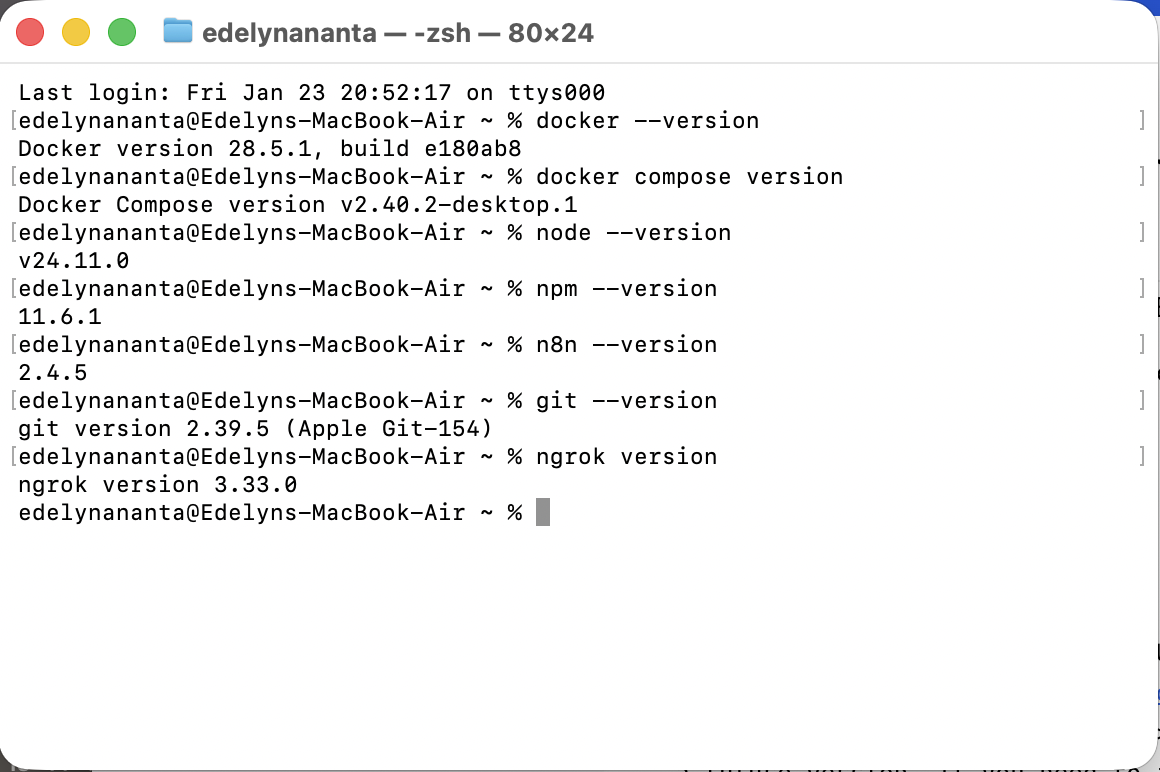 edelynananta — -zsh — 80×24
Last login: Fri Jan 23 20:52:17 on ttys000
[edelynananta@Edelyns-MacBook-Air ~ % docker --version ]
Docker version 28.5.1, build e180ab8
[edelynananta@Edelyns-MacBook-Air ~ % docker compose version ]
Docker Compose version v2.40.2-desktop.1
[edelynananta@Edelyns-MacBook-Air ~ % node --version ]
v24.11.0
[edelynananta@Edelyns-MacBook-Air ~ % npm --version ]
11.6.1
[edelynananta@Edelyns-MacBook-Air ~ % n8n --version ]
2.4.5
[edelynananta@Edelyns-MacBook-Air ~ % git --version ]
git version 2.39.5 (Apple Git-154)
[edelynananta@Edelyns-MacBook-Air ~ % ngrok version ]
ngrok version 3.33.0
edelynananta@Edelyns-MacBook-Air ~ %